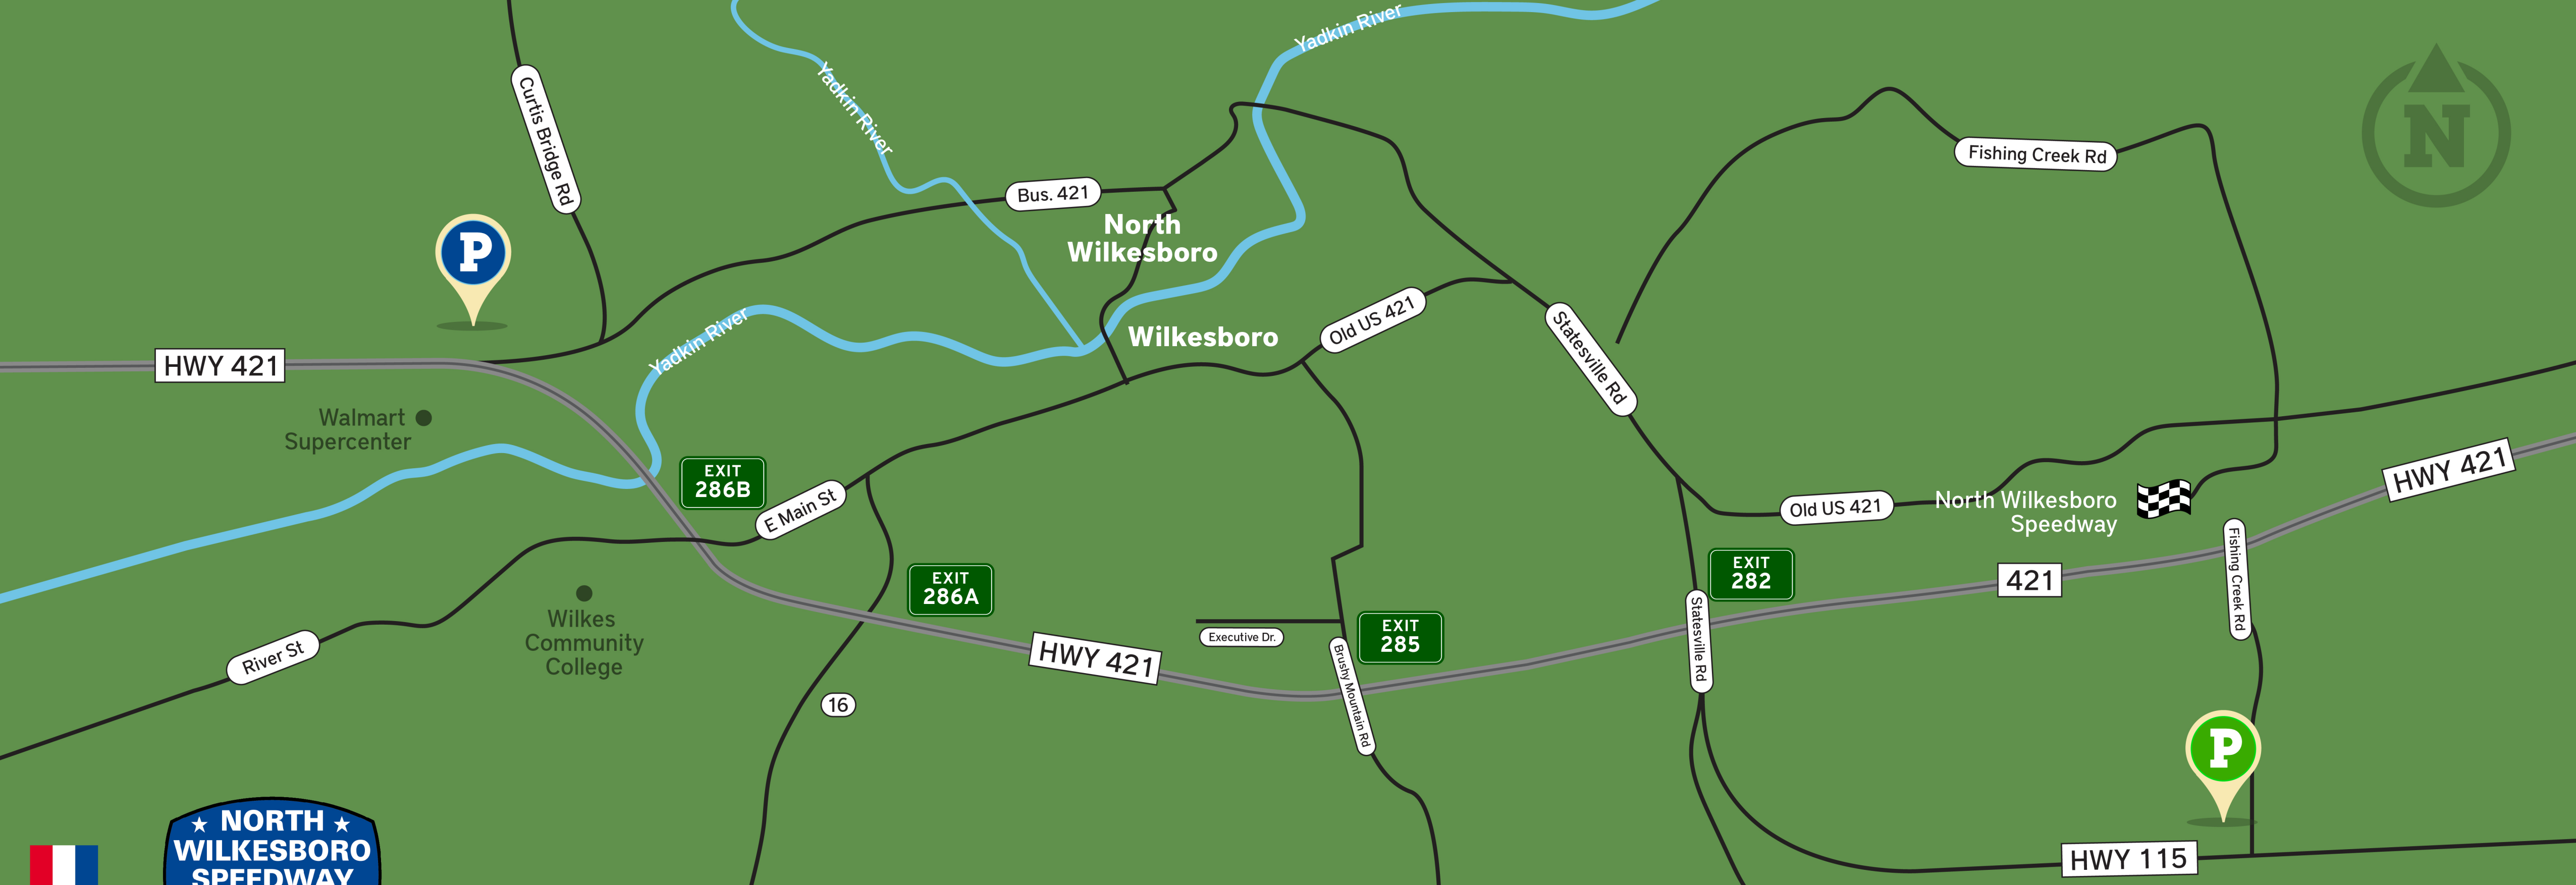 Yadkin River
Yadkin River
Curtis Bridge Rd
N
Fishing Creek Rd
Bus. 421
North
Wilkesboro
P
Yadkin River
Old US 421
Wilkesboro
Statesville Rd
HWY 421
Walmart
Supercenter
EXIT
286B
E Main St
HWY 421
Old US 421
North Wilkesboro
Speedway
EXIT
286A
EXIT
282
421
Fishing Creek Rd
Wilkes
Community
College
Executive Dr.
EXIT
285
Statesville Rd
River St
HWY 421
Brushy Mountain Rd
16
P
HWY 115
NORTH
WILKESBORO
SPEEDWAY